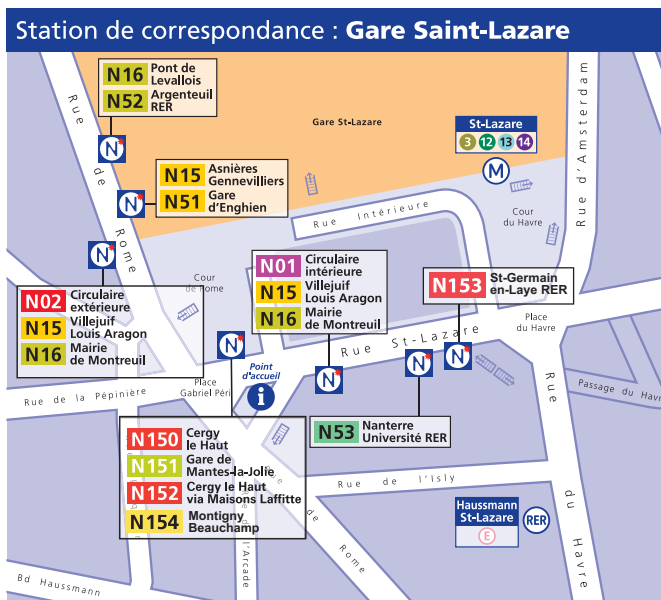 Station de correspondance : Gare Saint-Lazare
N16 Pont de
Levallois
N52 Argenteuil
RER
Rue de Rome
N
Gare St-Lazare
St-Lazare
3 12 13 14
M
Rue d'Amsterdam
N15 Asnières
Gennevilliers
N51 Gare
d'Enghien
N
Rue Intérieure
Cour
du Havre
N
Cour
de Rome
N01 Circulaire
intérieure
N15 Villejuif
Louis Aragon
N16 Mairie
de Montreuil
N153 St-Germain
en-Laye RER
N02 Circulaire
extérieure
N15 Villejuif
Louis Aragon
N16 Mairie
de Montreuil
Place
du Havre
Rue St-Lazare
N
N
N
N
Point
d'accueil
i
Rue de la Pépinière
Place
Gabriel Péri
Passage du Havre
N53 Nanterre
Université RER
N150 Cergy
le Haut
N151 Gare de
Mantes-la-Jolie
N152 Cergy le Haut
via Maisons Laffitte
N154 Montigny
Beauchamp
Rue de l'Isly
Haussmann
St-Lazare
E
RER
Rue du Havre
de Rome
l'Arcade
Bd Haussmann